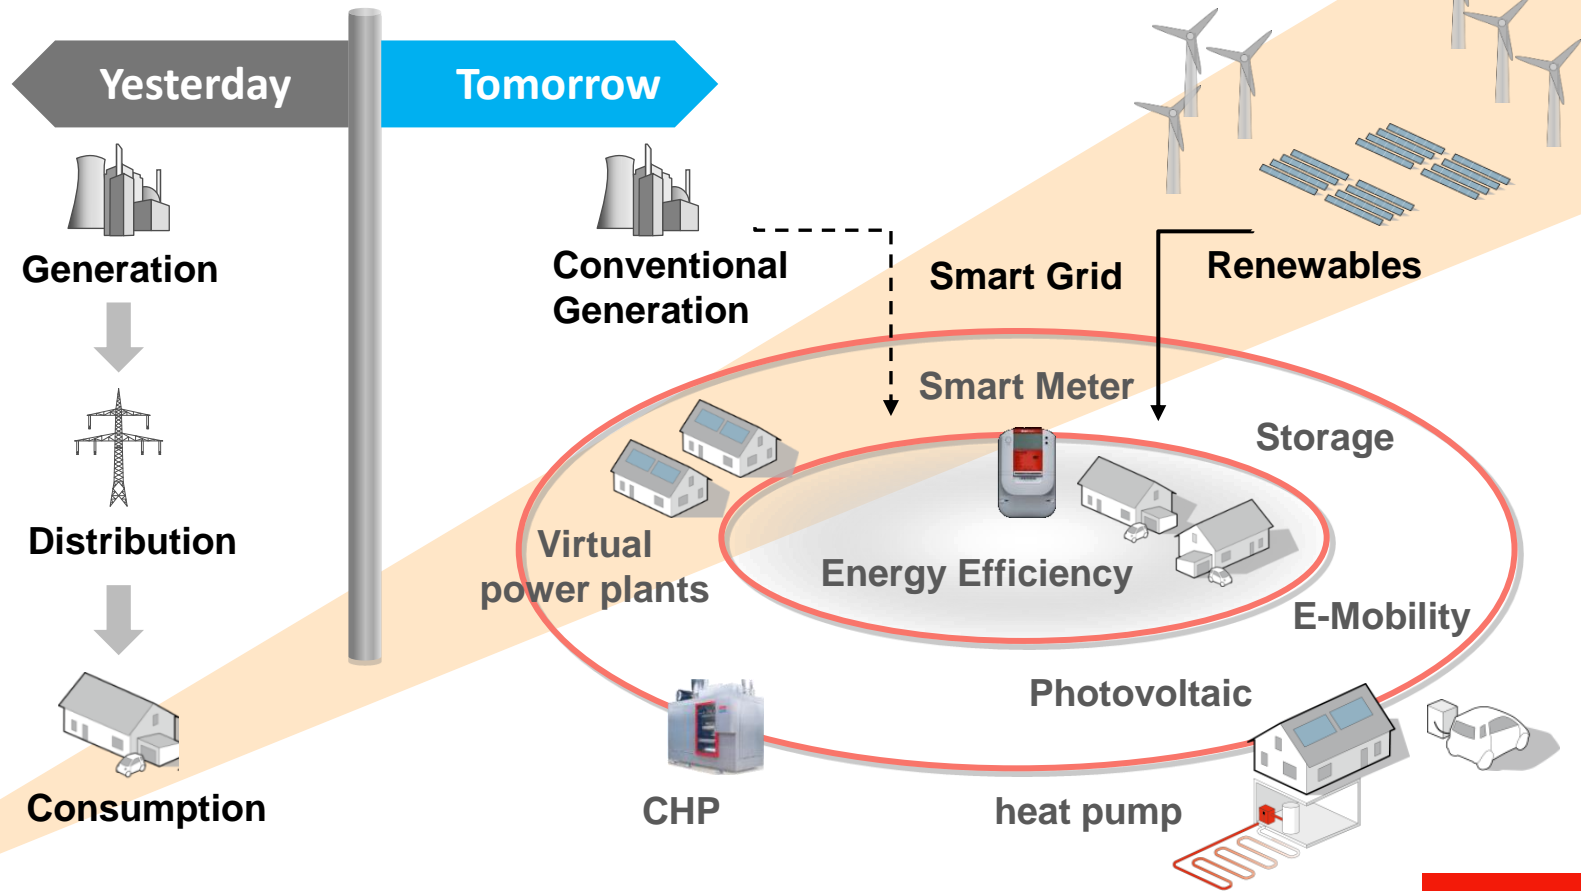 Yesterday
Tomorrow
Generation
Distribution
Consumption
Conventional
Generation
Smart Grid
Renewables
Smart Meter
Storage
Virtual
power plants
Energy Efficiency
E-Mobility
Photovoltaic
CHP
heat pump